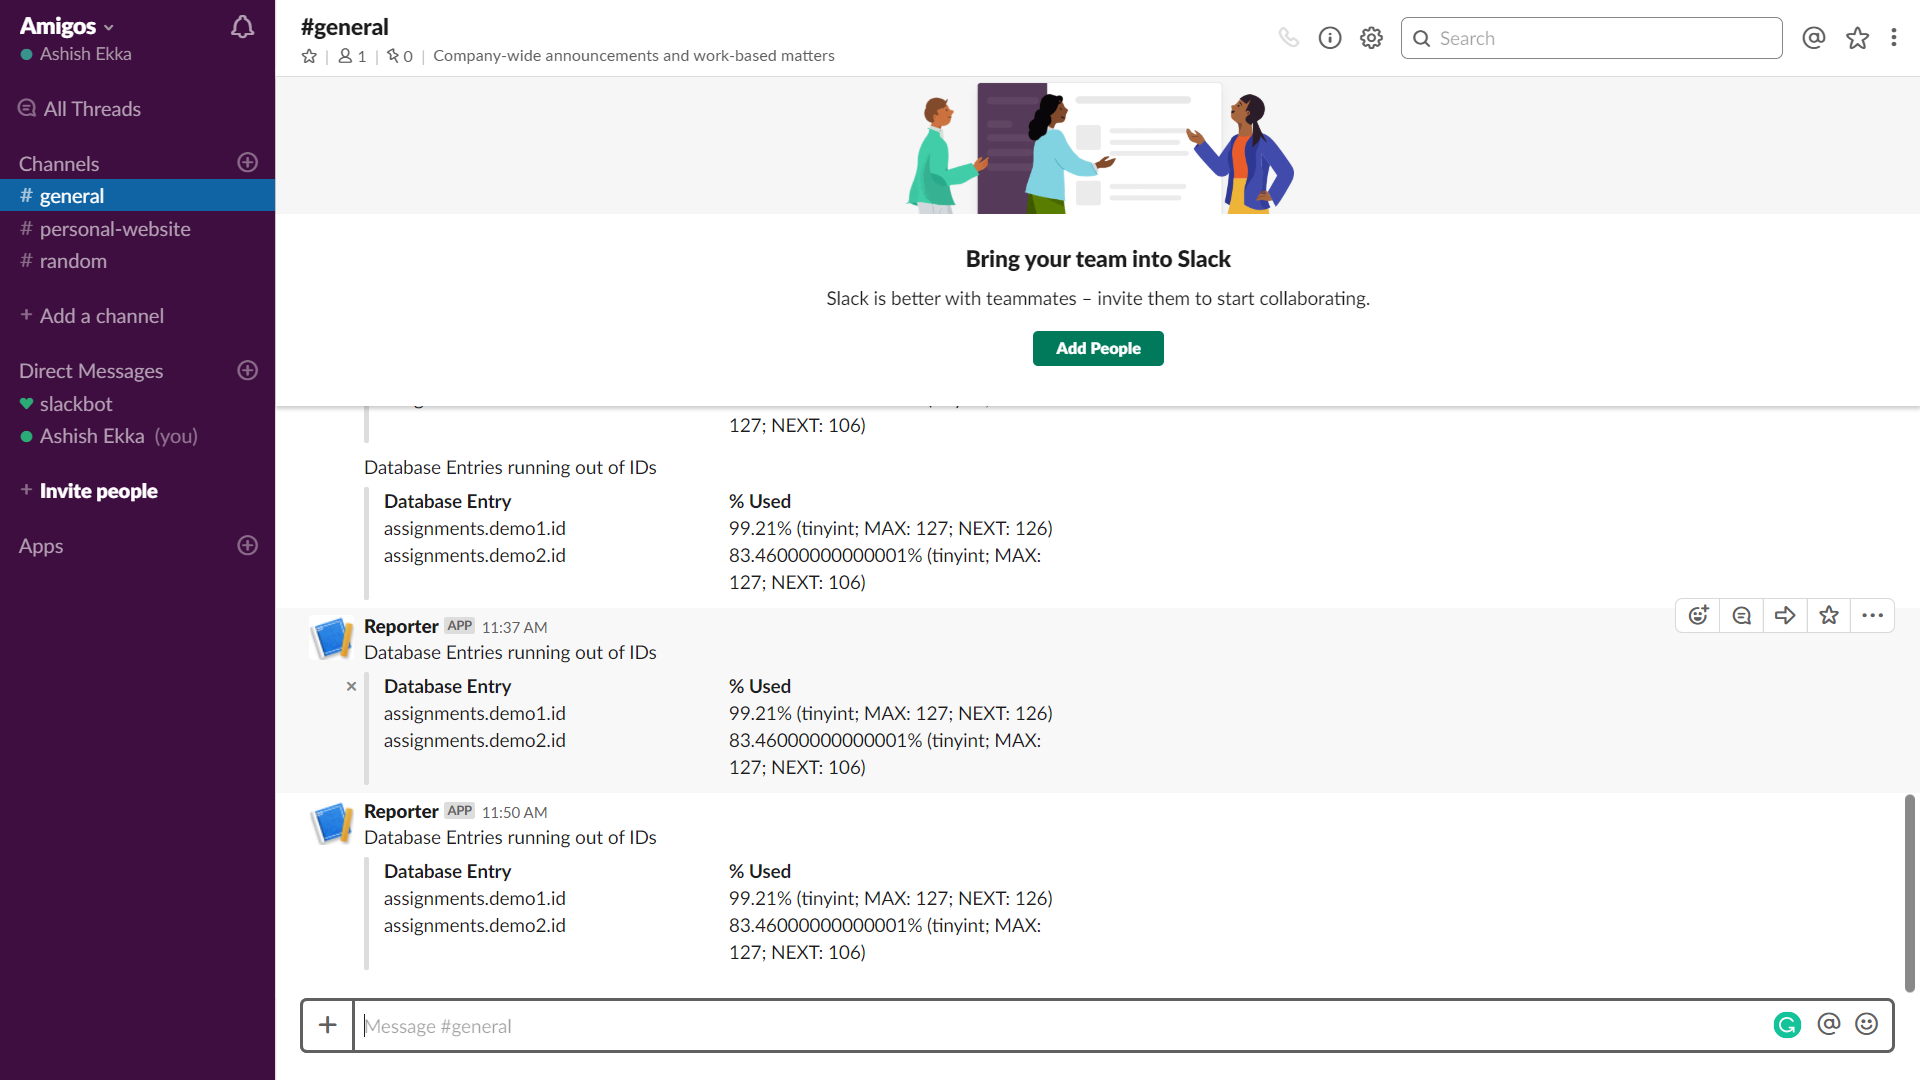 Amigos
Ashish Ekka
All Threads
Channels
# general
# personal-website
# random
+ Add a channel
Direct Messages
slackbot
Ashish Ekka (you)
+ Invite people
Apps
#general
1 | 0 | Company-wide announcements and work-based matters
Search
Bring your team into Slack
Slack is better with teammates – invite them to start collaborating.
Add People
127; NEXT: 106)
Database Entries running out of IDs
Database Entry % Used
assignments.demo1.id 99.21% (tinyint; MAX: 127; NEXT: 126)
assignments.demo2.id 83.46000000000001% (tinyint; MAX:
127; NEXT: 106)
Reporter APP 11:37 AM
Database Entries running out of IDs
Database Entry % Used
assignments.demo1.id 99.21% (tinyint; MAX: 127; NEXT: 126)
assignments.demo2.id 83.46000000000001% (tinyint; MAX:
127; NEXT: 106)
Reporter APP 11:50 AM
Database Entries running out of IDs
Database Entry % Used
assignments.demo1.id 99.21% (tinyint; MAX: 127; NEXT: 126)
assignments.demo2.id 83.46000000000001% (tinyint; MAX:
127; NEXT: 106)
Message #general